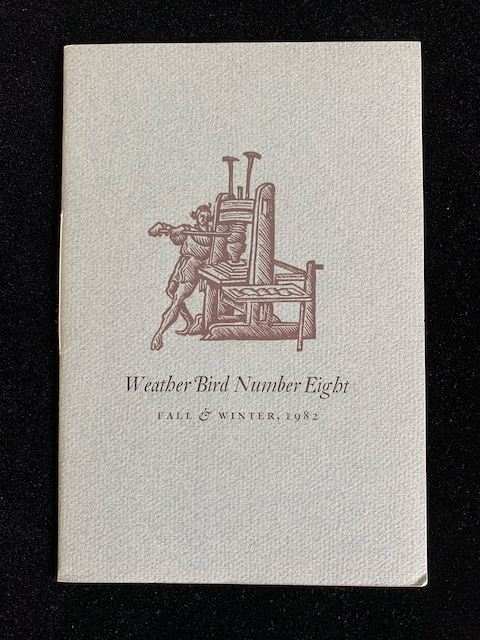 Weather Bird Number Eight
FALL & WINTER, 1982